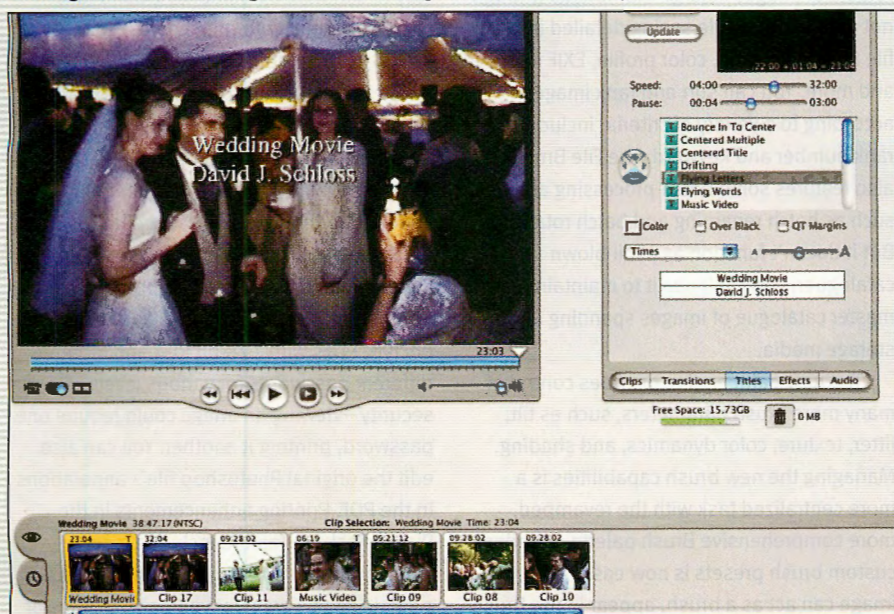 Wedding Movie
David J. Schloss
23:03
Update
22:00 + 01:04 = 23:04
Speed: 04:00 32:00
Pause: 00:04 03:00
Bounce In To Center
Centered Multiple
Centered Title
Drifting
Flying Letters
Flying Words
Music Video
Color Over Black QT Margins
Times A
Wedding Movie
David J. Schloss
Clips Transitions Titles Effects Audio
Free Space: 15.73GB
0 MB
Wedding Movie 38:47.17 (NTSC) Clip Selection: Wedding Movie Time: 23:04
23:04 T 32:04 09.28.02 06:19 T 09.21.12 09.28.02 09.28.02
Wedding Movie Clip 17 Clip 11 Music Video Clip 09 Clip 08 Clip 10